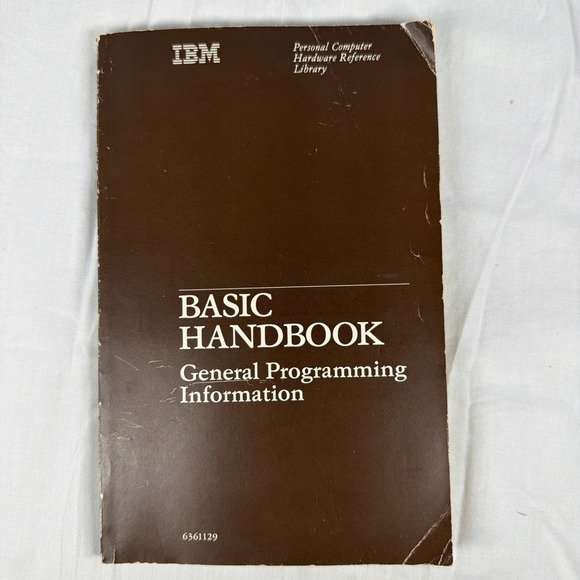 IBM
Personal Computer
Hardware Reference
Library
BASIC
HANDBOOK
General Programming
Information
6361129